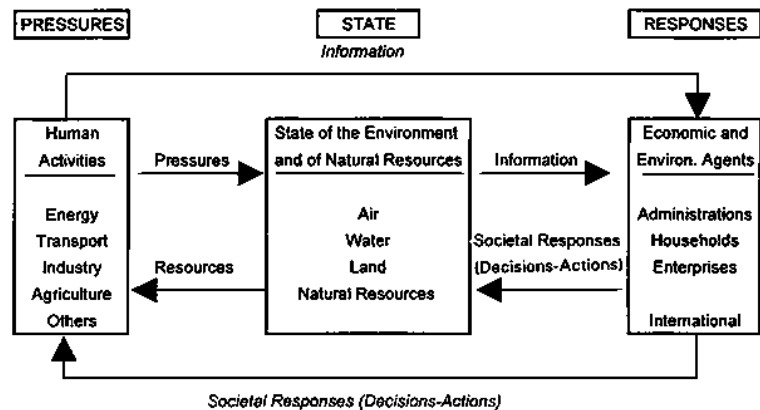 PRESSURES
STATE
RESPONSES
Information
Human
Activities
Energy
Transport
Industry
Agriculture
Others
Pressures
Resources
State of the Environment
and of Natural Resources
Air
Water
Land
Natural Resources
Information
Societal Responses
(Decisions-Actions)
Economic and
Environ. Agents
Administrations
Households
Enterprises
International
Societal Responses (Decisions-Actions)